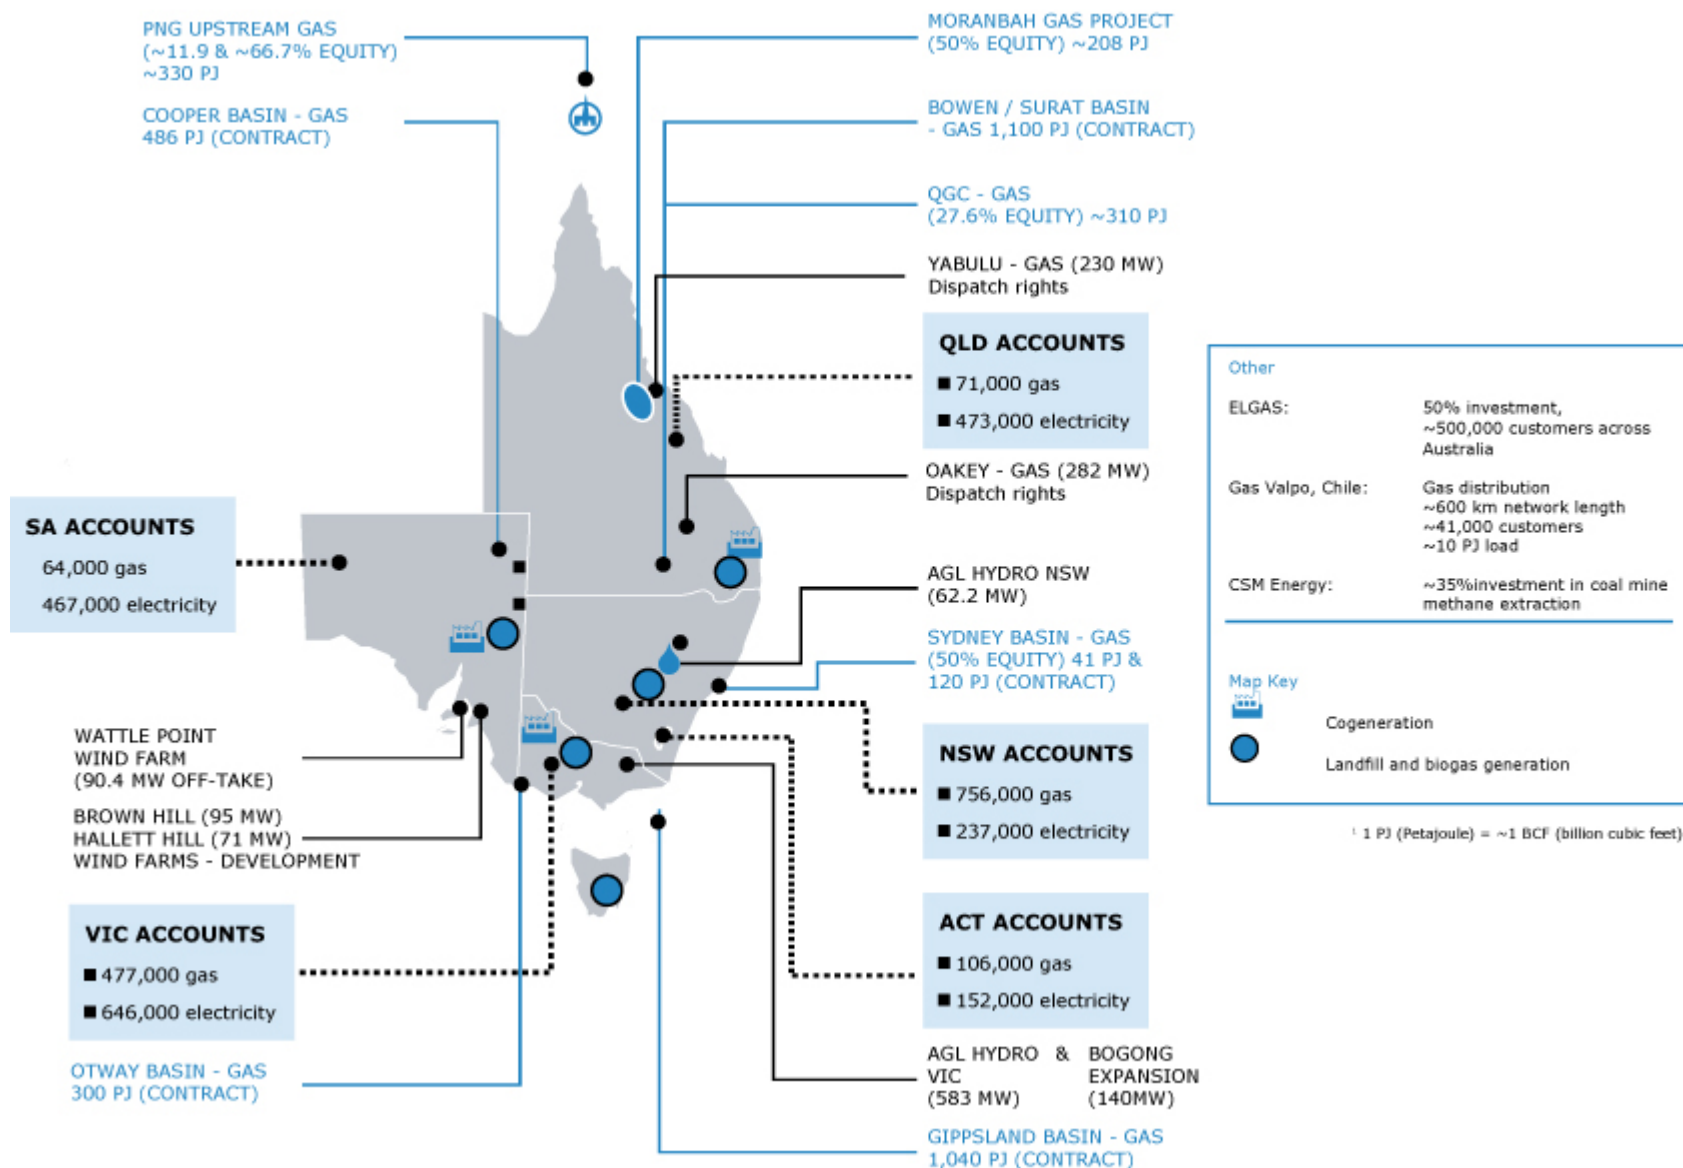 PNG UPSTREAM GAS
(~11.9 & ~66.7% EQUITY)
~330 PJ
COOPER BASIN - GAS
486 PJ (CONTRACT)
MORANBAH GAS PROJECT
(50% EQUITY) ~208 PJ
BOWEN / SURAT BASIN
- GAS 1,100 PJ (CONTRACT)
QGC - GAS
(27.6% EQUITY) ~310 PJ
YABULU - GAS (230 MW)
Dispatch rights
QLD ACCOUNTS
■ 71,000 gas
■ 473,000 electricity
OAKEY - GAS (282 MW)
Dispatch rights
SA ACCOUNTS
64,000 gas
467,000 electricity
AGL HYDRO NSW
(62.2 MW)
SYDNEY BASIN - GAS
(50% EQUITY) 41 PJ &
120 PJ (CONTRACT)
WATTLE POINT
WIND FARM
(90.4 MW OFF-TAKE)
BROWN HILL (95 MW)
HALLETT HILL (71 MW)
WIND FARMS - DEVELOPMENT
NSW ACCOUNTS
■ 756,000 gas
■ 237,000 electricity
VIC ACCOUNTS
■ 477,000 gas
■ 646,000 electricity
ACT ACCOUNTS
■ 106,000 gas
■ 152,000 electricity
OTWAY BASIN - GAS
300 PJ (CONTRACT)
AGL HYDRO & BOGONG
VIC EXPANSION
(583 MW) (140MW)
GIPPSLAND BASIN - GAS
1,040 PJ (CONTRACT)
Other
ELGAS: 50% investment,
~500,000 customers across
Australia
Gas Valpo, Chile: Gas distribution
~600 km network length
~41,000 customers
~10 PJ load
CSM Energy: ~35%investment in coal mine
methane extraction
Map Key
Cogeneration
Landfill and biogas generation
¹ 1 PJ (Petajoule) = ~1 BCF (billion cubic feet)